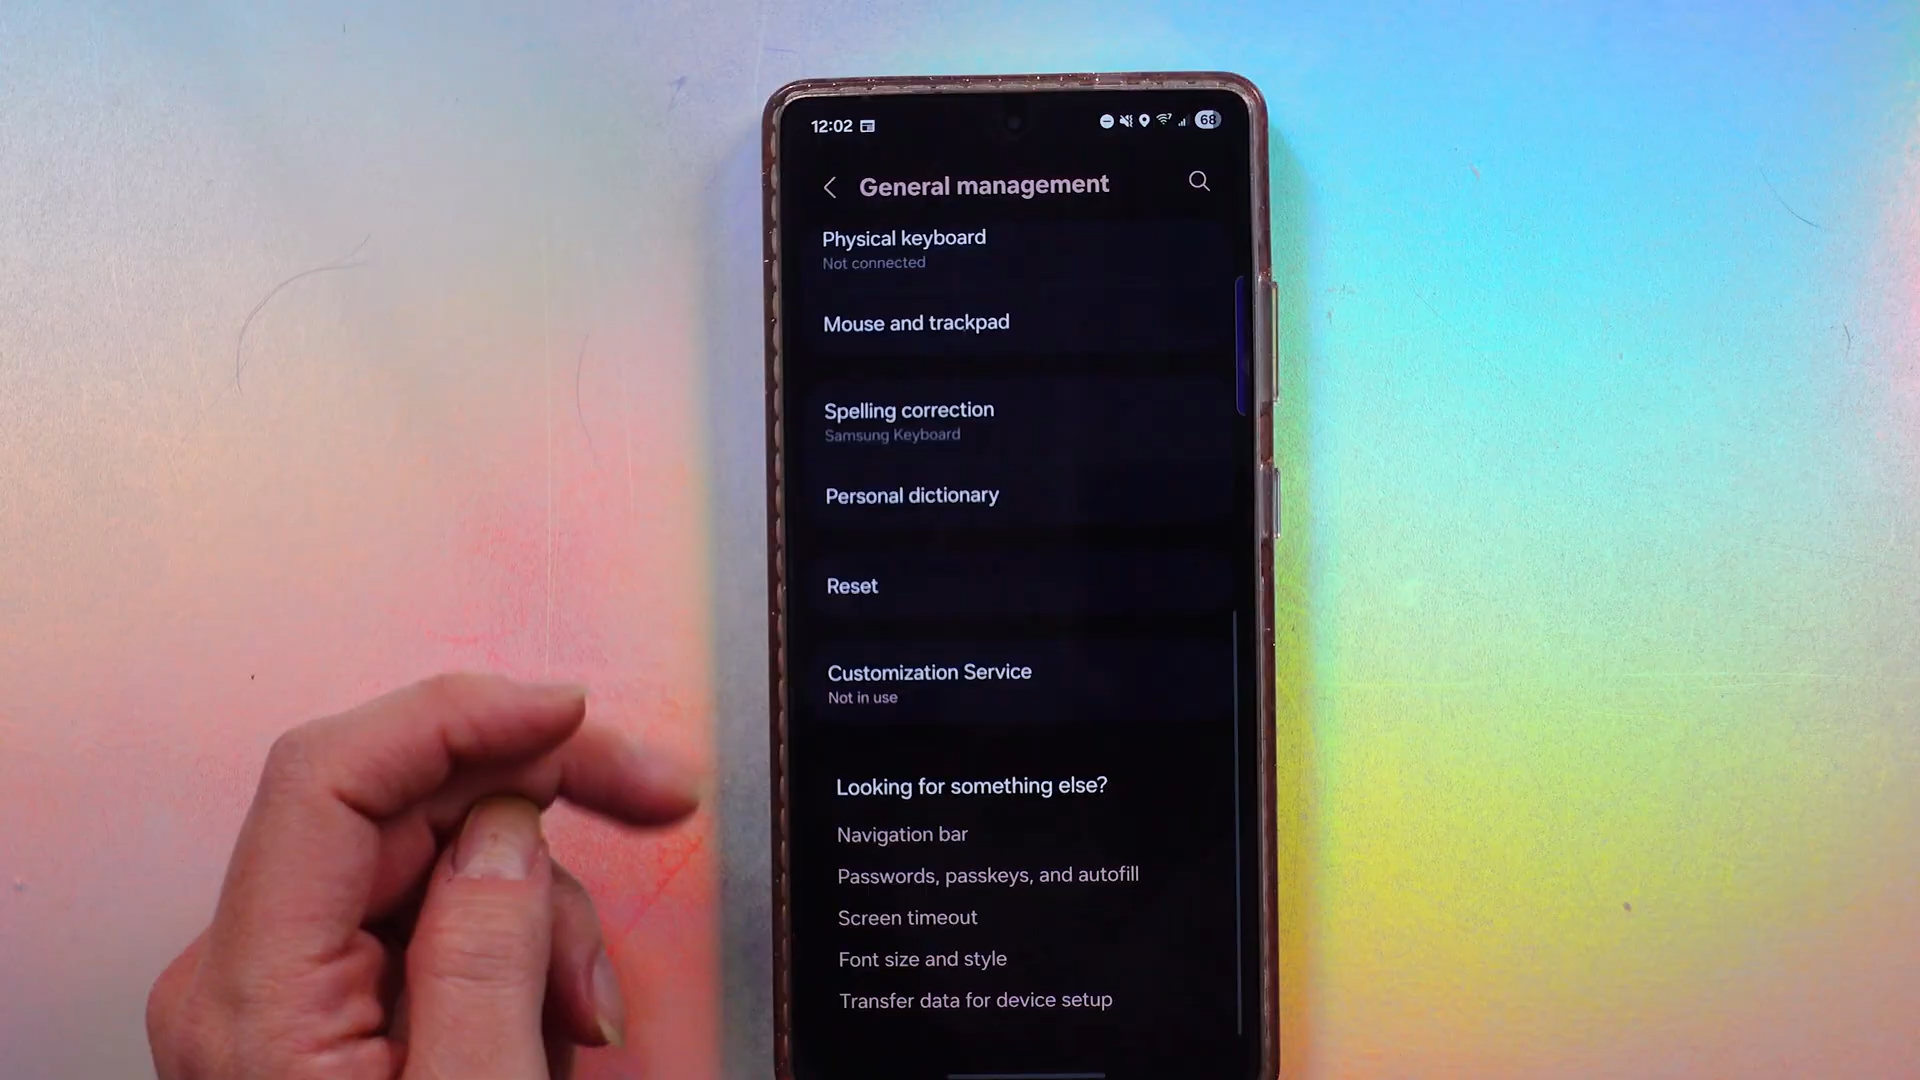 12:02
68
General management
Physical keyboard
Not connected
Mouse and trackpad
Spelling correction
Samsung Keyboard
Personal dictionary
Reset
Customization Service
Not in use
Looking for something else?
Navigation bar
Passwords, passkeys, and autofill
Screen timeout
Font size and style
Transfer data for device setup